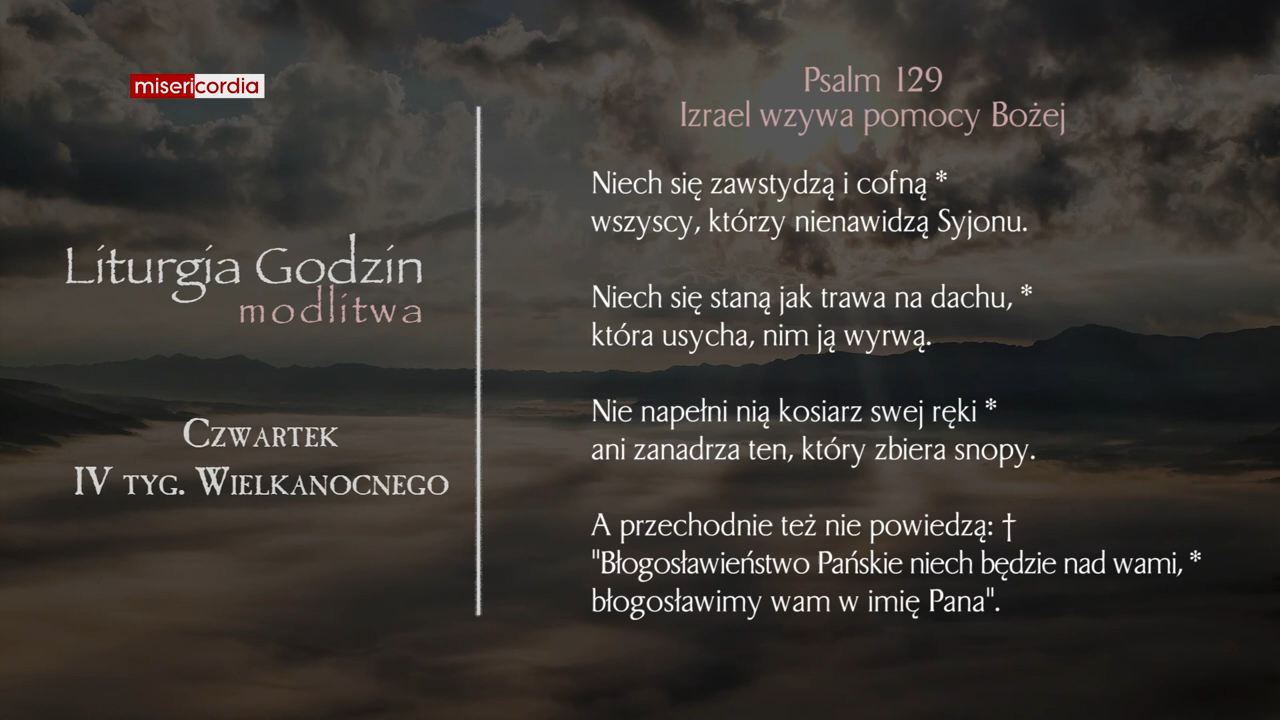 misericordia
Liturgia Godzin
modlitwa
Czwartek
IV tyg. Wielkanocnego
Psalm 129
Izrael wzywa pomocy Bożej
Niech się zawstydzą i cofną *
wszyscy, którzy nienawidzą Syjonu.
Niech się staną jak trawa na dachu, *
która usycha, nim ją wyrwą.
Nie napełni nią kosiarz swej ręki *
ani zanadrza ten, który zbiera snopy.
A przechodnie też nie powiedzą: †
"Błogosławieństwo Pańskie niech będzie nad wami, *
błogosławimy wam w imię Pana".